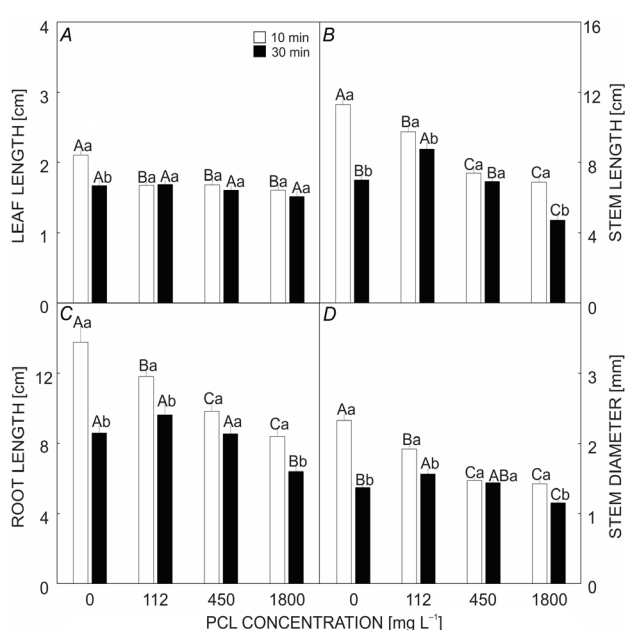 A
10 min
30 min
LEAF LENGTH [cm]
4
3
2
1
0
Aa
Ab
Ba
Aa
Ba
Aa
Ba
Aa
B
STEM LENGTH [cm]
16
12
8
4
0
Aa
Bb
Ba
Ab
Ca
Ba
Ca
Cb
C
ROOT LENGTH [cm]
12
8
4
0
Aa
Ab
Ba
Ab
Ca
Aa
Ca
Bb
D
STEM DIAMETER [mm]
3
2
1
0
Aa
Bb
Ba
Ab
Ca
ABa
Ca
Cb
0 112 450 1800
0 112 450 1800
PCL CONCENTRATION [mg L⁻¹]